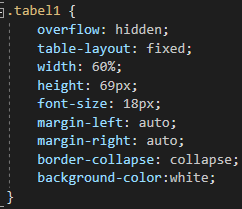 .tabel1 {
overflow: hidden;
table-layout: fixed;
width: 60%;
height: 69px;
font-size: 18px;
margin-left: auto;
margin-right: auto;
border-collapse: collapse;
background-color:white;
}